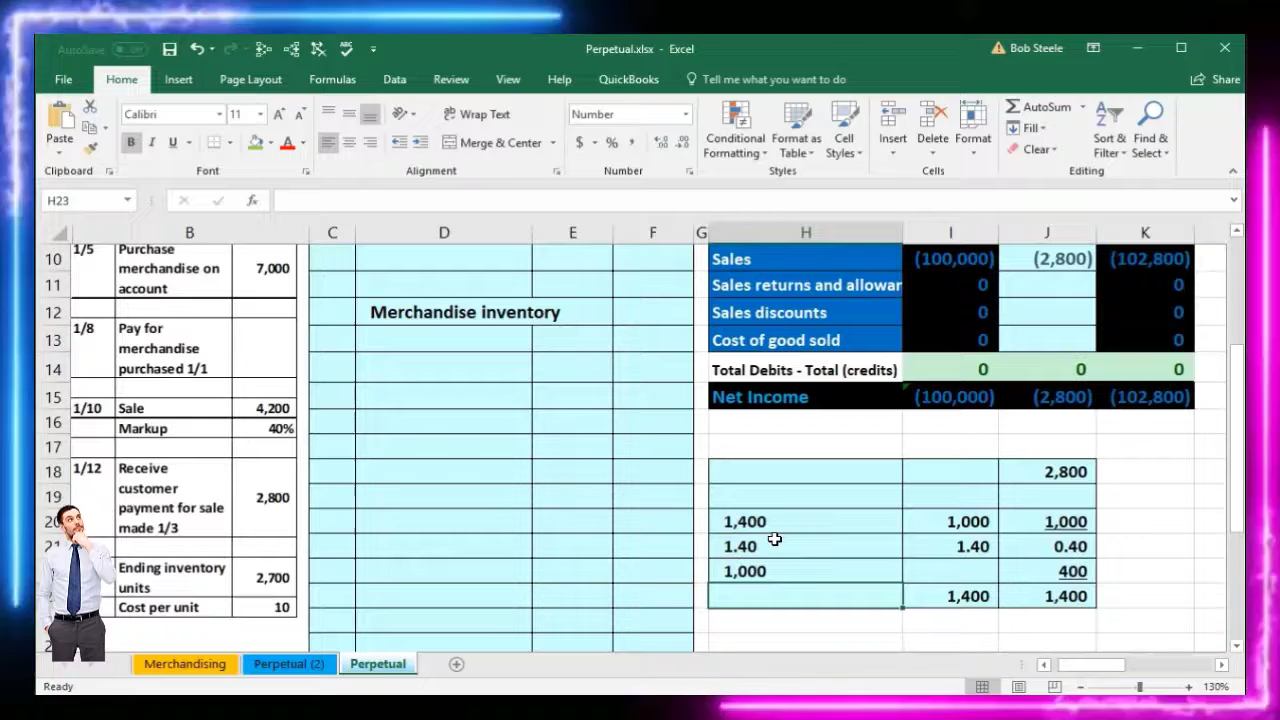 AutoSave Off
Perpetual.xlsx - Excel
Bob Steele
File Home Insert Page Layout Formulas Data Review View Help QuickBooks Tell me what you want to do Share
Paste
Calibri 11 A A
B I U A
Wrap Text
Merge & Center
Number
$ % ,
Conditional Formatting
Format as Table
Cell Styles
Insert
Delete
Format
AutoSum
Fill
Clear
Sort & Filter
Find & Select
Clipboard Font Alignment Number Styles Cells Editing
H23 fx
B C D E F G H I J K
10 1/5 Purchase merchandise on account 7,000 Sales (100,000) (2,800) (102,800)
11 Sales returns and allowar 0 0
12 Merchandise inventory Sales discounts 0 0
13 1/8 Pay for merchandise purchased 1/1 Cost of good sold 0 0
14 Total Debits - Total (credits) 0 0 0
15 1/10 Sale 4,200 Net Income (100,000) (2,800) (102,800)
16 Markup 40%
17
18 1/12 Receive customer payment for sale made 1/3 2,800 2,800
19
20 1,400 1,000 1,000
21 1.40 1.40 0.40
Ending inventory units 2,700 1,000 400
Cost per unit 10 1,400 1,400
Merchandising Perpetual (2) Perpetual
Ready 130%